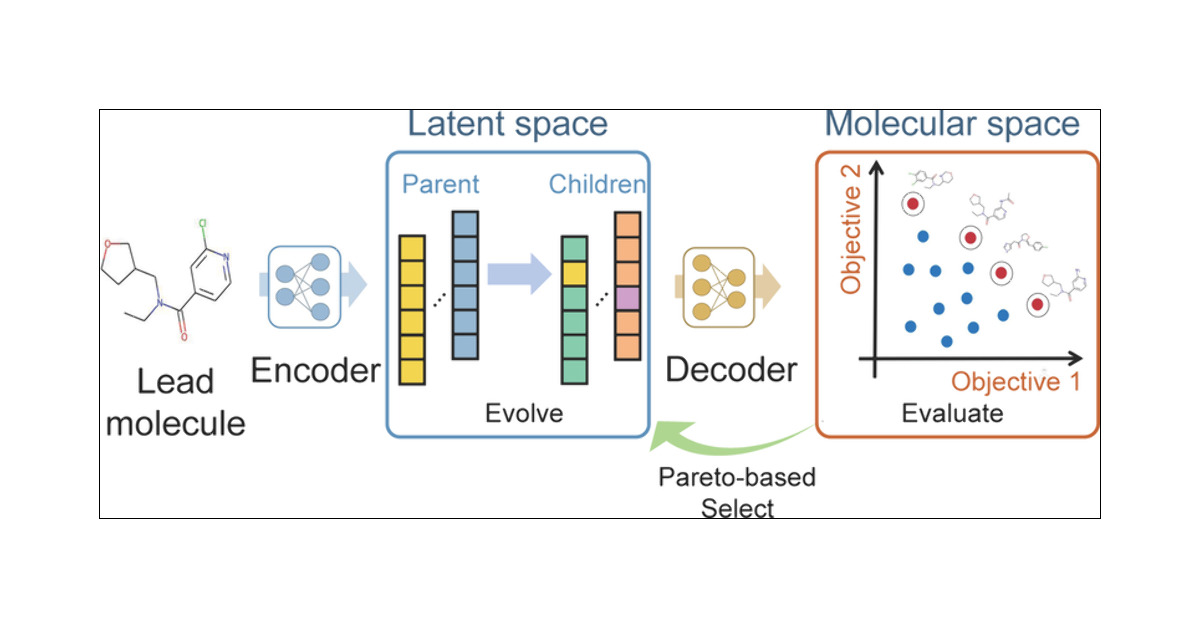 Latent space
Molecular space
Parent
Children
Objective 2
Cl
N
O
N
O
Lead
molecule
Encoder
Decoder
Evolve
Objective 1
Evaluate
Pareto-based
Select